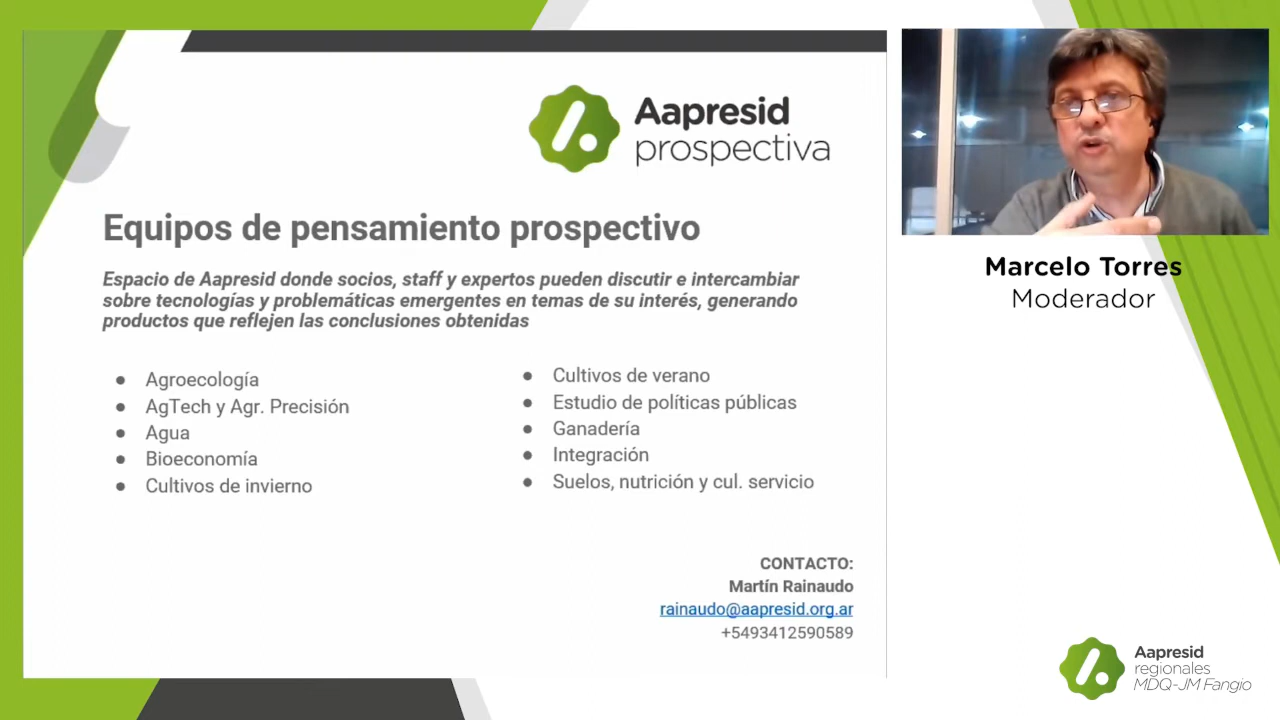 Aapresid
prospectiva
Equipos de pensamiento prospectivo
Espacio de Aapresid donde socios, staff y expertos pueden discutir e intercambiar
sobre tecnologías y problemáticas emergentes en temas de su interés, generando
productos que reflejen las conclusiones obtenidas
● Agroecología
● AgTech y Agr. Precisión
● Agua
● Bioeconomía
● Cultivos de invierno
● Cultivos de verano
● Estudio de políticas públicas
● Ganadería
● Integración
● Suelos, nutrición y cul. servicio
CONTACTO:
Martín Rainaudo
rainaudo@aapresid.org.ar
+5493412590589
Marcelo Torres
Moderador
Aapresid
regionales
MDQ-JM Fangio